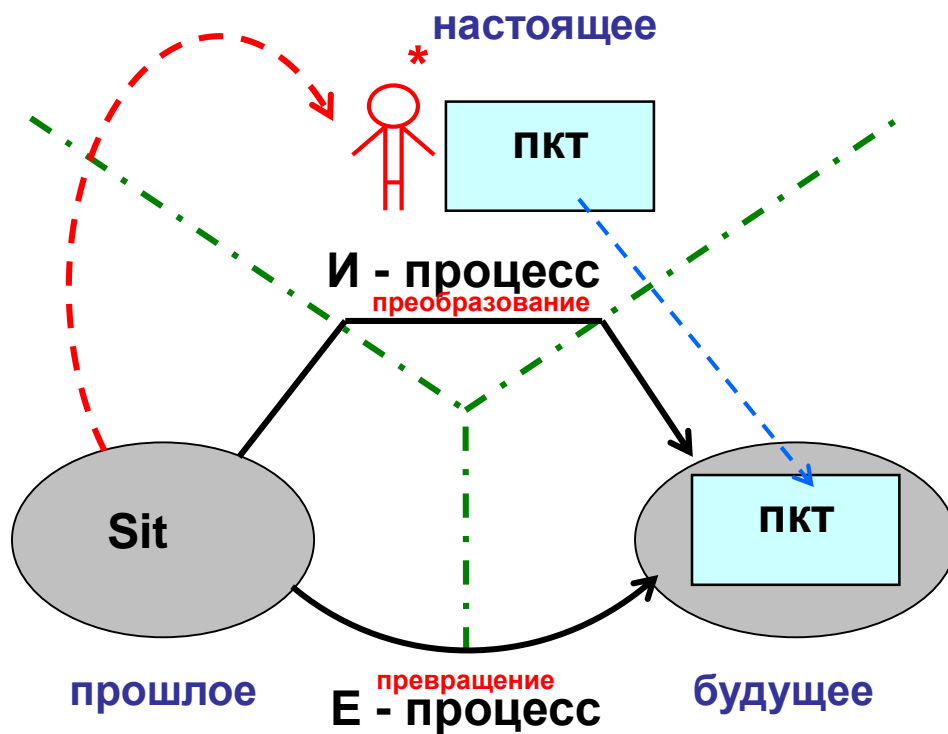 настоящее
*
пкт
И - процесс
преобразование
Sit
пкт
прошлое
превращение
Е - процесс
будущее